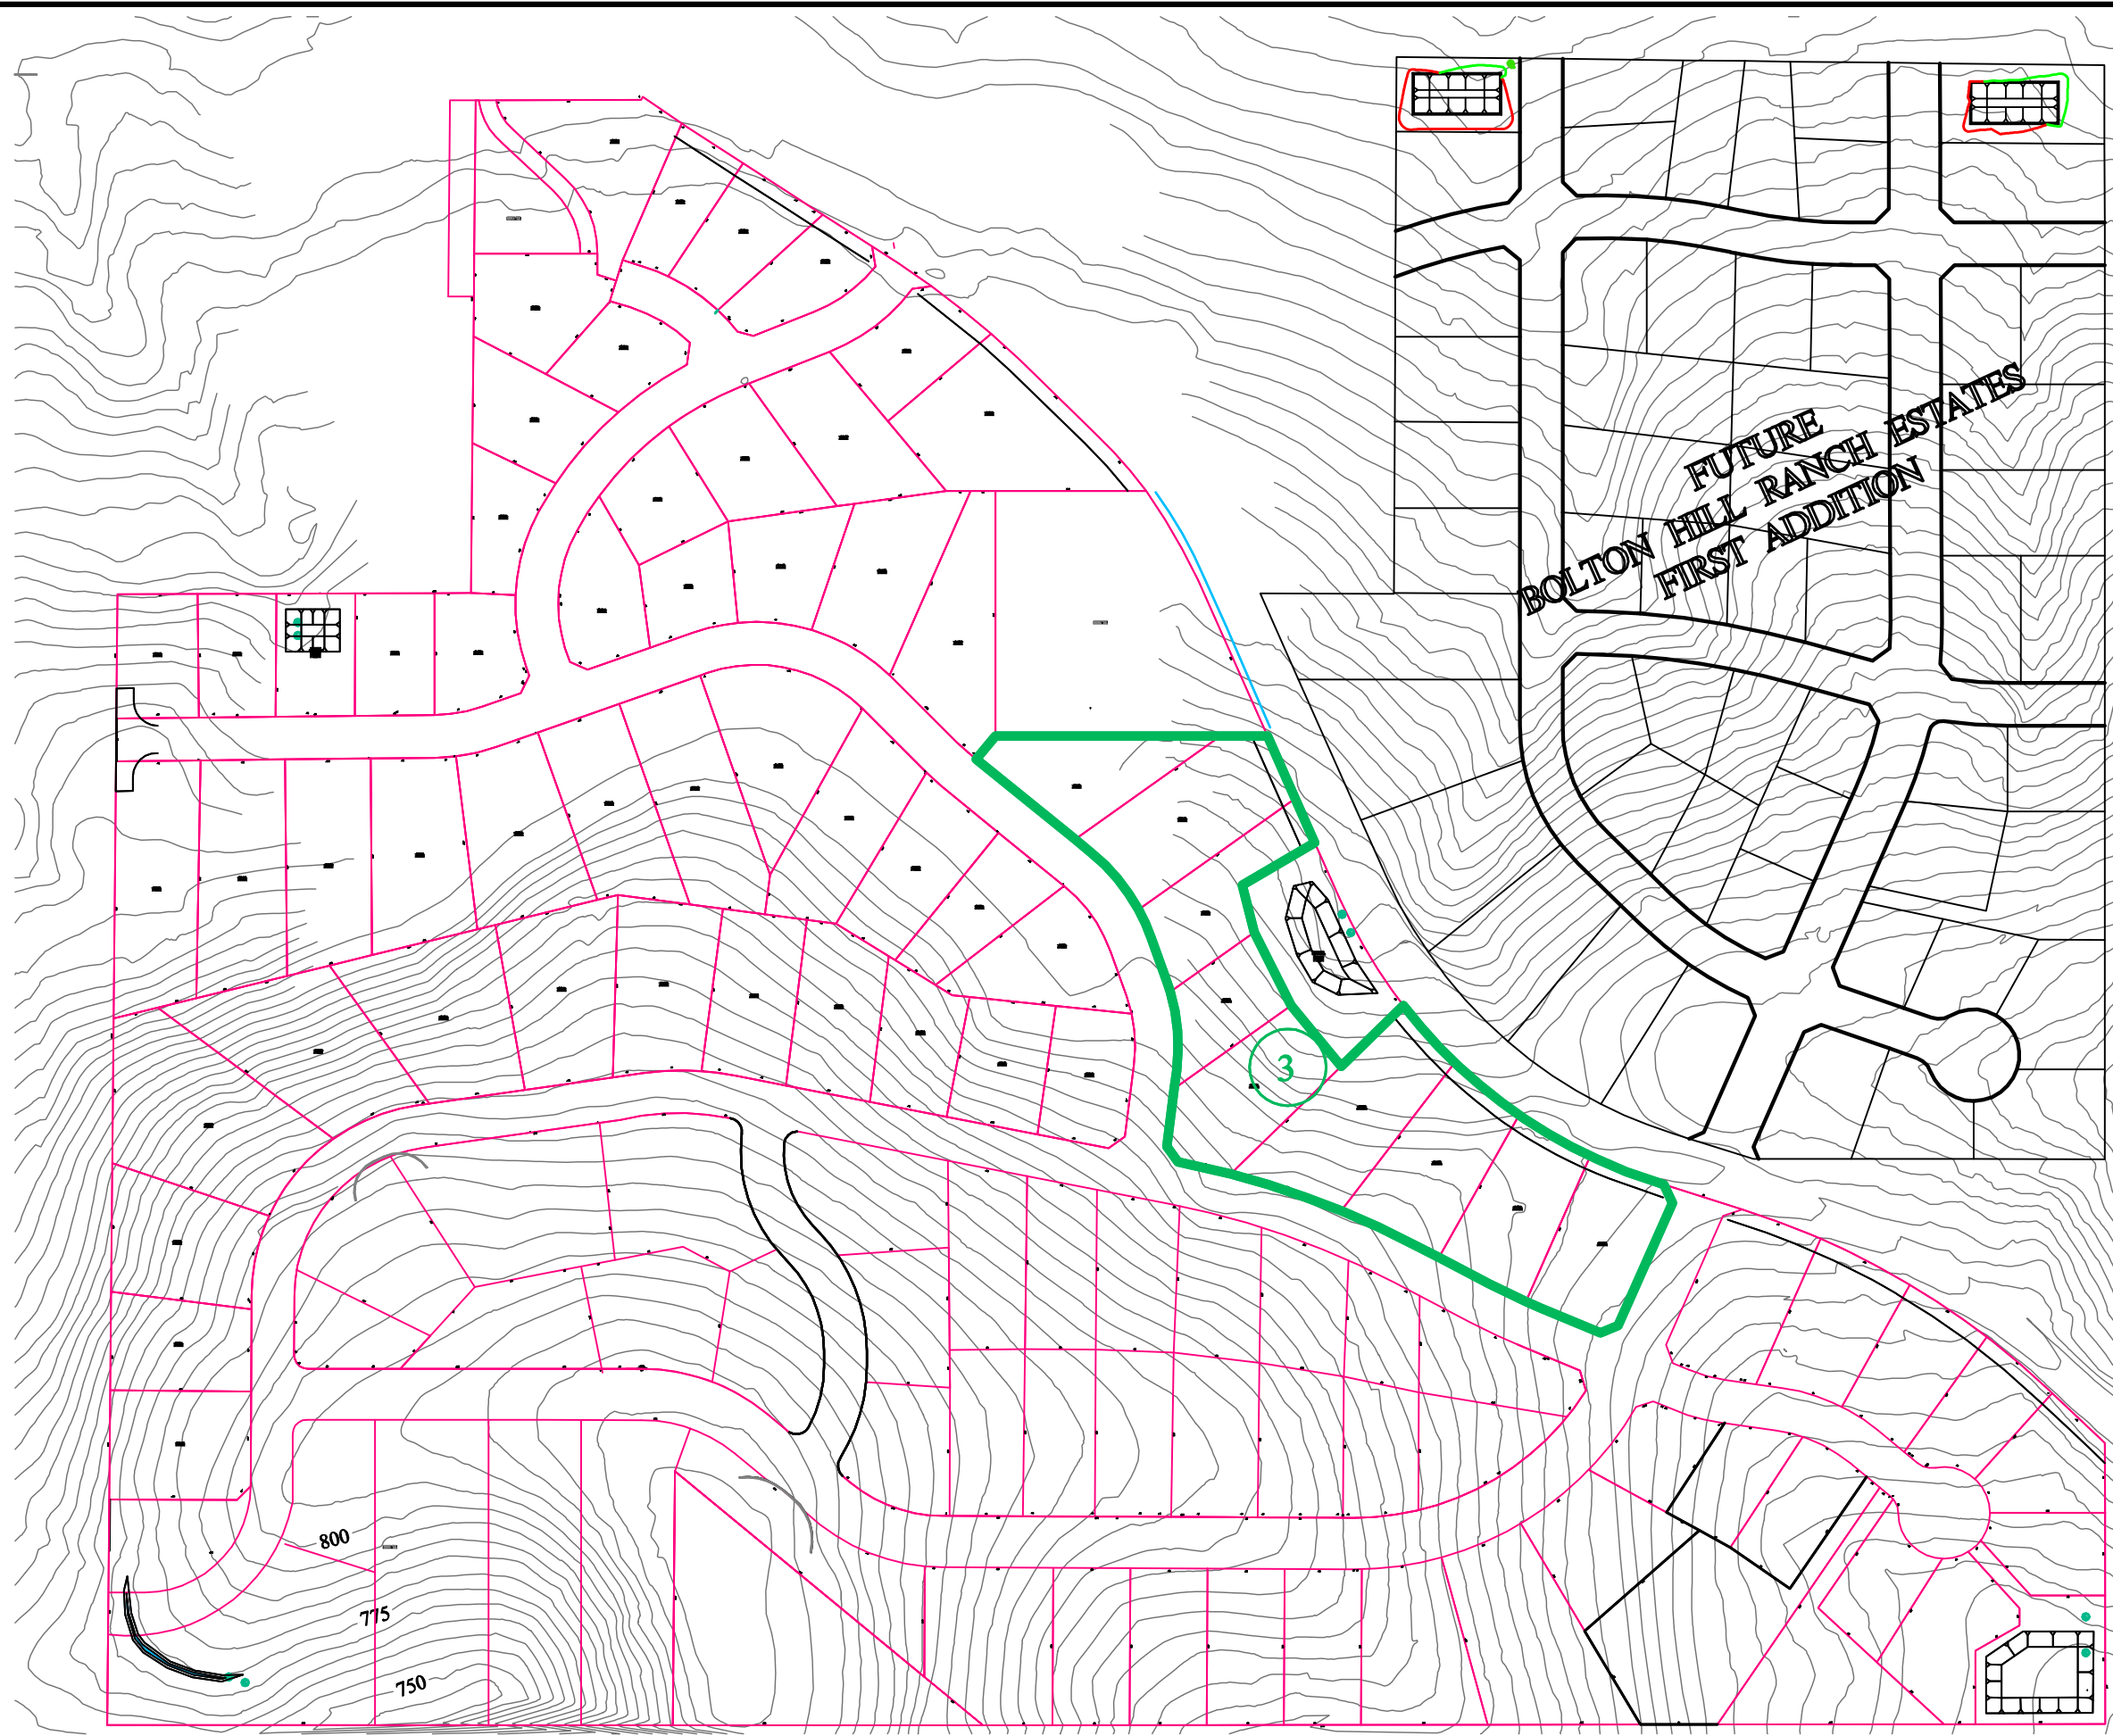 FUTURE
BOLTON HILL RANCH ESTATES
FIRST ADDITION
3
800
775
750